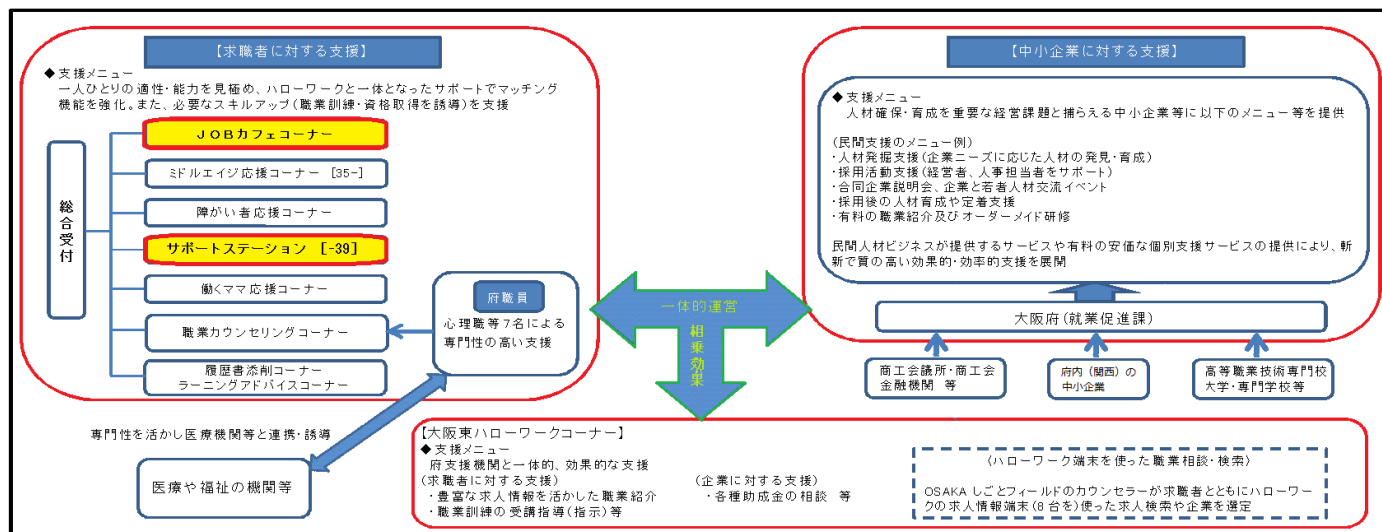 【求職者に対する支援】
◆支援メニュー
一人ひとりの適性・能力を見極め、ハローワークと一体となったサポートでマッチング
機能を強化。また、必要なスキルアップ(職業訓練・資格取得を誘導)を支援
総合受付
JOBカフェコーナー
ミドルエイジ応援コーナー [35-]
障がい者応援コーナー
サポートステーション [-39]
働くママ応援コーナー
職業カウンセリングコーナー
履歴書添削コーナー
ラーニングアドバイスコーナー
府職員
心理職等7名による
専門性の高い支援
専門性を活かし医療機関等と連携・誘導
医療や福祉の機関等
一体的運営
相乗効果
【中小企業に対する支援】
◆支援メニュー
人材確保・育成を重要な経営課題と捕らえる中小企業等に以下のメニュー等を提供
(民間支援のメニュー例)
・人材発掘支援(企業ニーズに応じた人材の発見・育成)
・採用活動支援(経営者、人事担当者をサポート)
・合同企業説明会、企業と若者人材交流イベント
・採用後の人材育成や定着支援
・有料の職業紹介及びオーダーメイド研修
民間人材ビジネスが提供するサービスや有料の安価な個別支援サービスの提供により、斬
新で質の高い効果的・効率的支援を展開
大阪府(就業促進課)
商工会議所・商工会
金融機関 等
府内(関西)の
中小企業
高等職業技術専門校
大学・専門学校等
【大阪東ハローワークコーナー】
◆支援メニュー
府支援機関と一体的、効果的な支援
(求職者に対する支援)
・豊富な求人情報を活かした職業紹介
・職業訓練の受講指導(指示)等
(企業に対する支援)
・各種助成金の相談 等
〈ハローワーク端末を使った職業相談・検索〉
OSAKAしごとフィールドのカウンセラーが求職者とともにハローワー
クの求人情報端末(8台を)使った求人検索や企業を選定